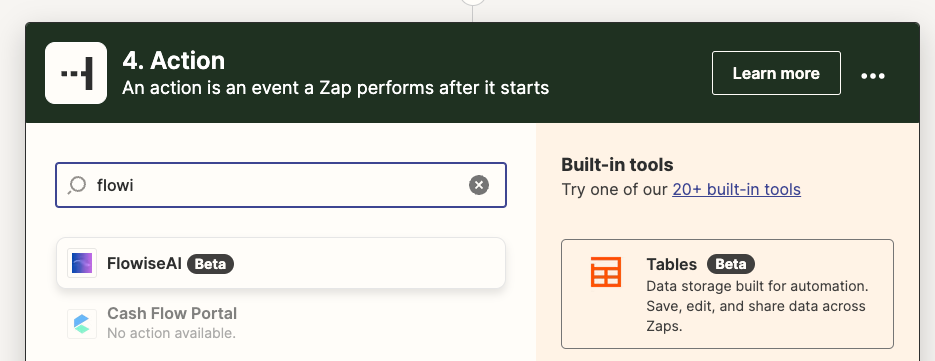 4. Action
An action is an event a Zap performs after it starts
Learn more
flowi
FlowiseAI Beta
Cash Flow Portal
No action available.
Built-in tools
Try one of our 20+ built-in tools
Tables Beta
Data storage built for automation.
Save, edit, and share data across
Zaps.